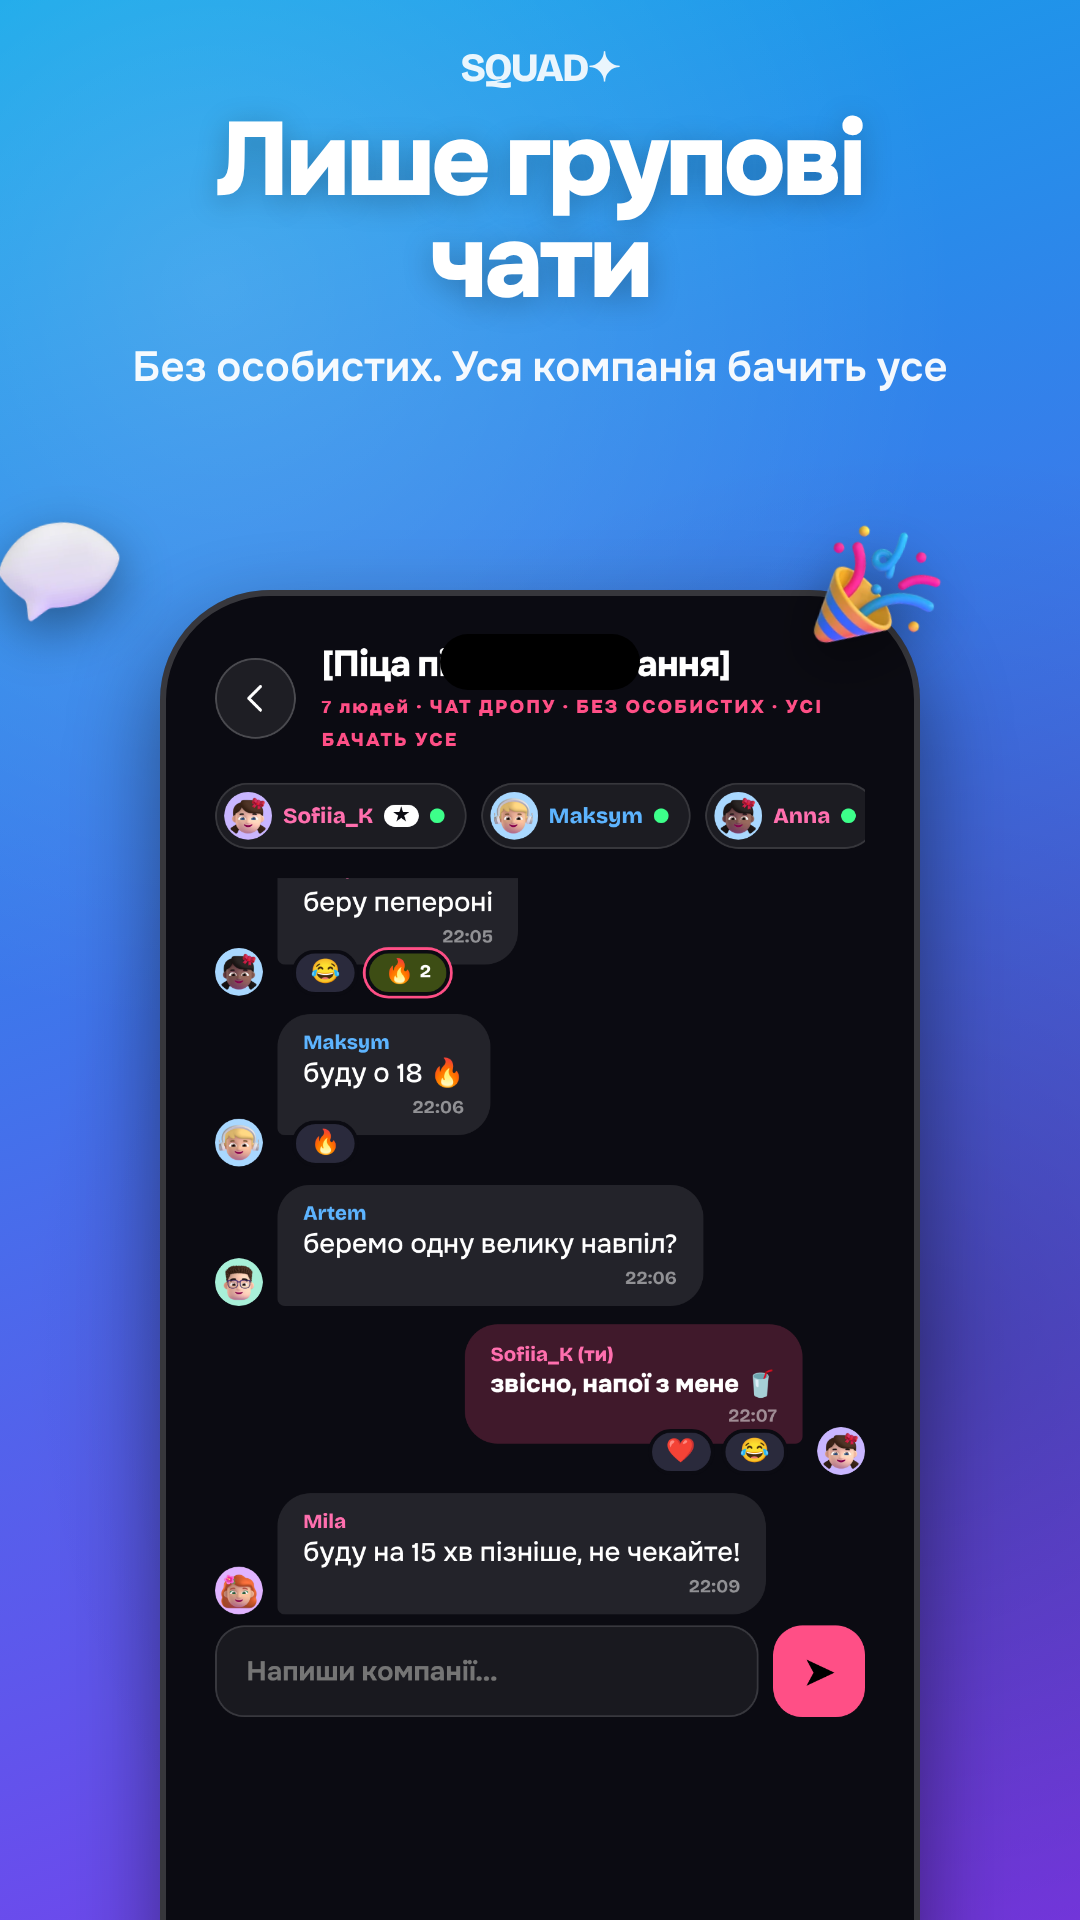 SQUAD
Лише групові
чати
Без особистих. Уся компанія бачить усе
7 людей · ЧАТ ДРОПУ · БЕЗ ОСОБИСТИХ · УСІ
БАЧАТЬ УСЕ
Sofiia_K
Maksym
Anna
беру пепероні
22:05
2
Maksym
буду о 18 🔥
22:06
Artem
беремо одну велику навпіл?
22:06
Sofiia_K (ти)
звісно, напої з мене 🥤
22:07
Mila
буду на 15 хв пізніше, не чекайте!
22:09
Напиши компанії...